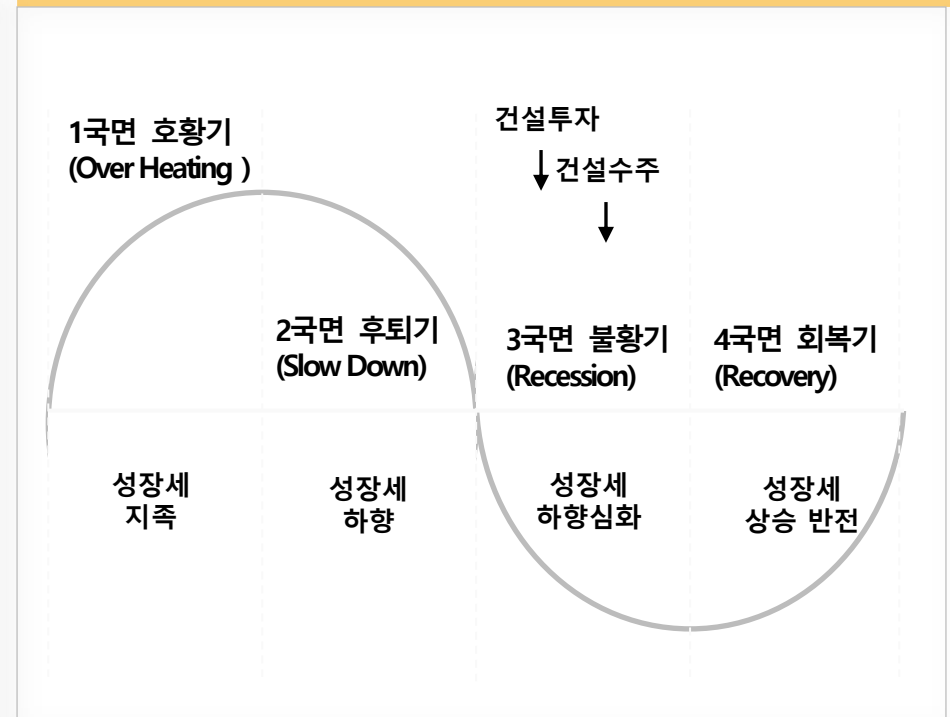 1국면 호황기
(Over Heating )
건설투자
건설수주
2국면 후퇴기
(Slow Down)
3국면 불황기
(Recession)
4국면 회복기
(Recovery)
성장세
지족
성장세
하향
성장세
하향심화
성장세
상승 반전